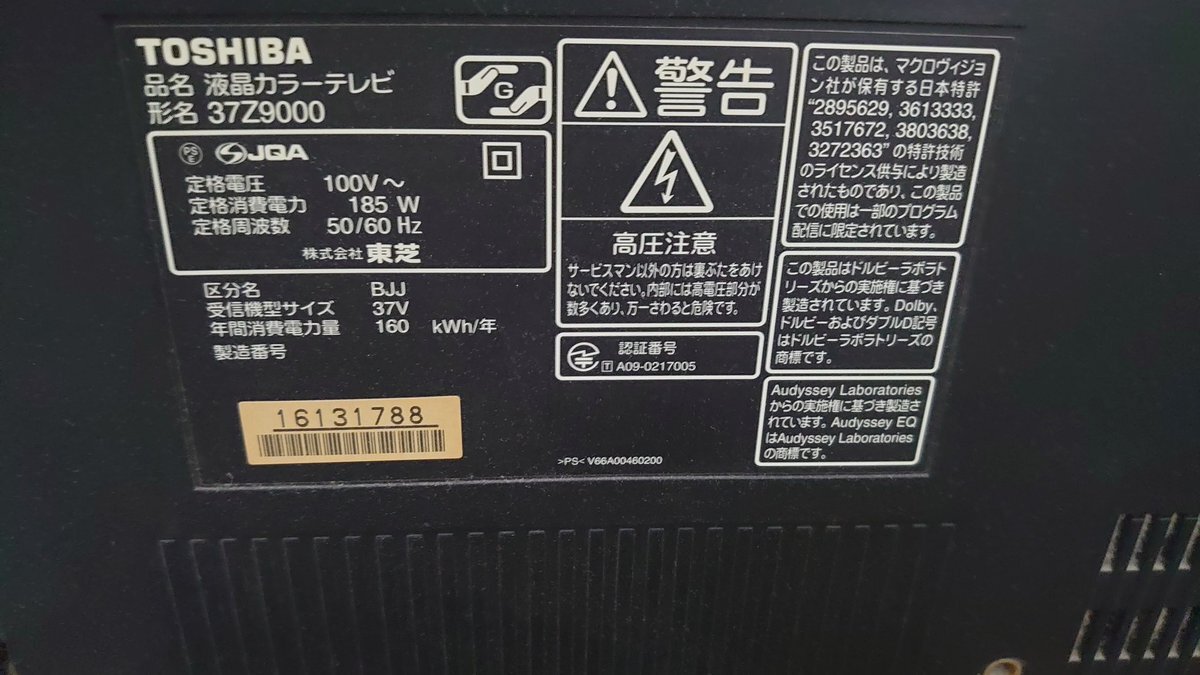 TOSHIBA
品名 液晶カラーテレビ
形名 37Z9000
G
PS
E
JQA
定格電圧 100V～
定格消費電力 185 W
定格周波数 50/60 Hz
株式会社 東芝
区分名 BJJ
受信機型サイズ 37V
年間消費電力量 160 kWh/年
製造番号
16131788
警告
高圧注意
サービスマン以外の方は裏ぶたをあけ
ないでください。内部には高電圧部分が
数多くあり、万一さわると危険です。
認証番号
T A09-0217005
>PS< V66A00460200
この製品は、マクロヴィジョ
ン社が保有する日本特許
“2895629, 3613333,
3517672, 3803638,
3272363” の特許技術
のライセンス供与により製造
されたものであり、この製品
での使用は一部のプログラム
配信に限定されています。
この製品はドルビーラボラト
リーズからの実施権に基づき
製造されています。Dolby、
ドルビーおよびダブルD記号
はドルビーラボラトリーズの
商標です。
Audyssey Laboratories
からの実施権に基づき製造さ
れています。Audyssey EQ
はAudyssey Laboratories
の商標です。